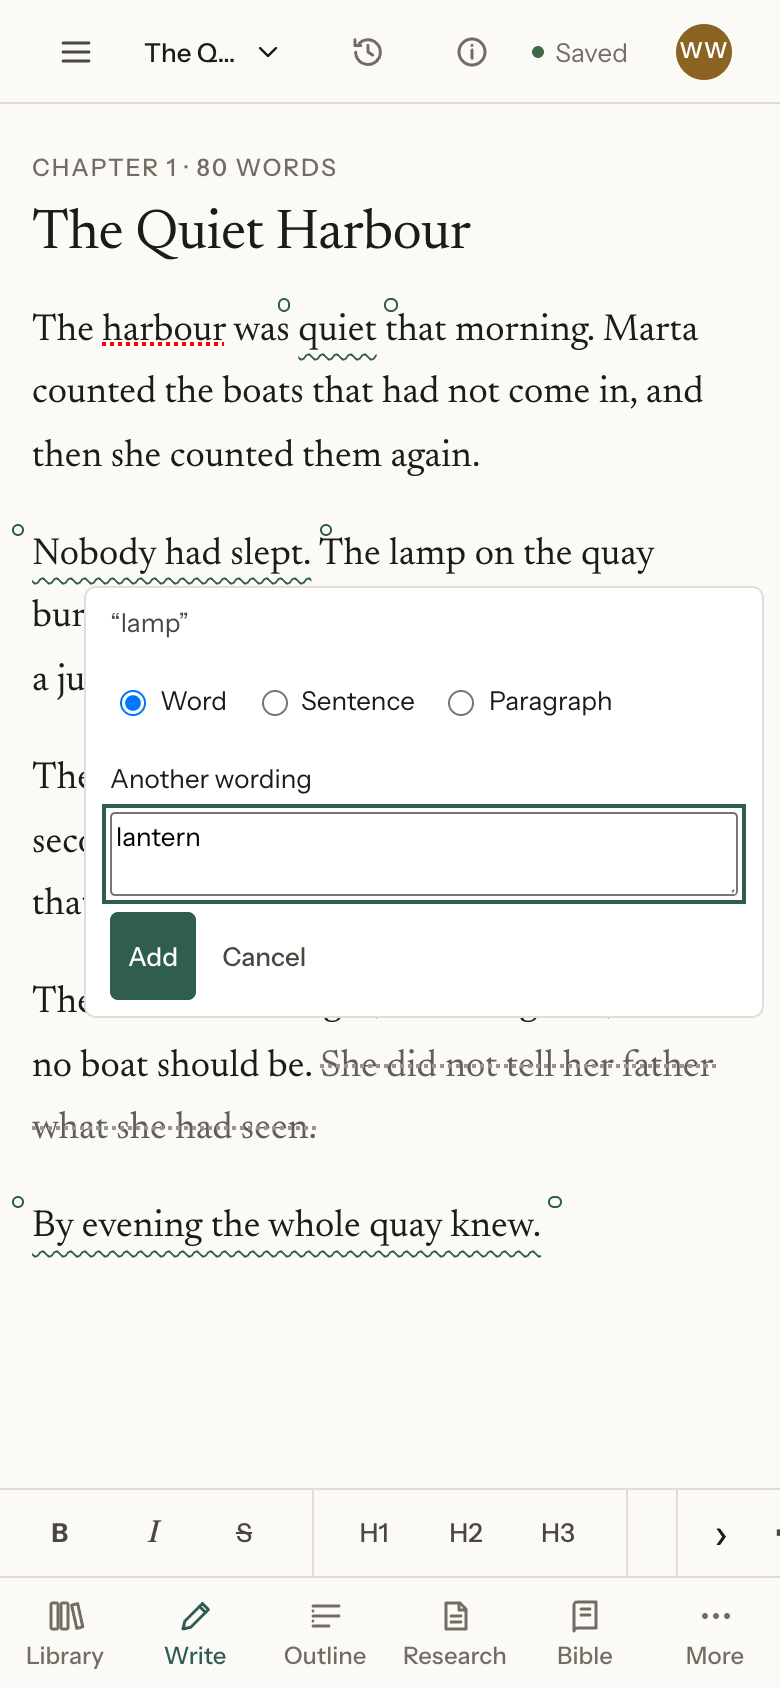 The Q...
Saved
WW
CHAPTER 1 · 80 WORDS
The Quiet Harbour
The harbour was quiet that morning. Marta
counted the boats that had not come in, and
then she counted them again.
Nobody had slept. The lamp on the quay
bur
“lamp”
a ju
Word Sentence Paragraph
The
Another wording
seco
lantern
that
Add Cancel
The
no boat should be. She did not tell her father
what she had seen.
By evening the whole quay knew.
B I S H1 H2 H3 ›
Library Write Outline Research Bible More